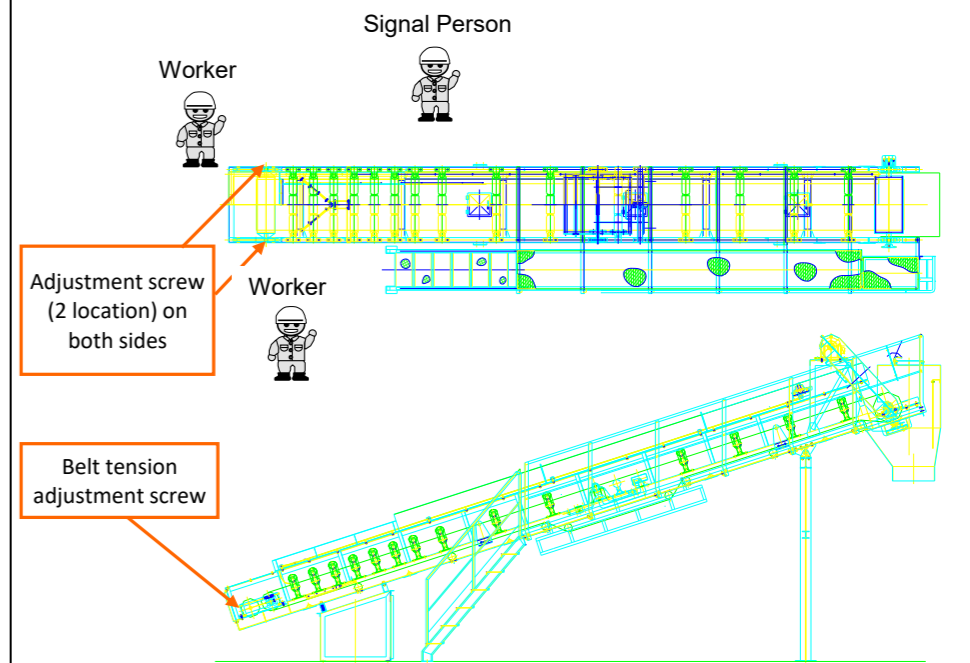 Signal Person
Worker
Adjustment screw
(2 location) on
both sides
Worker
Belt tension
adjustment screw